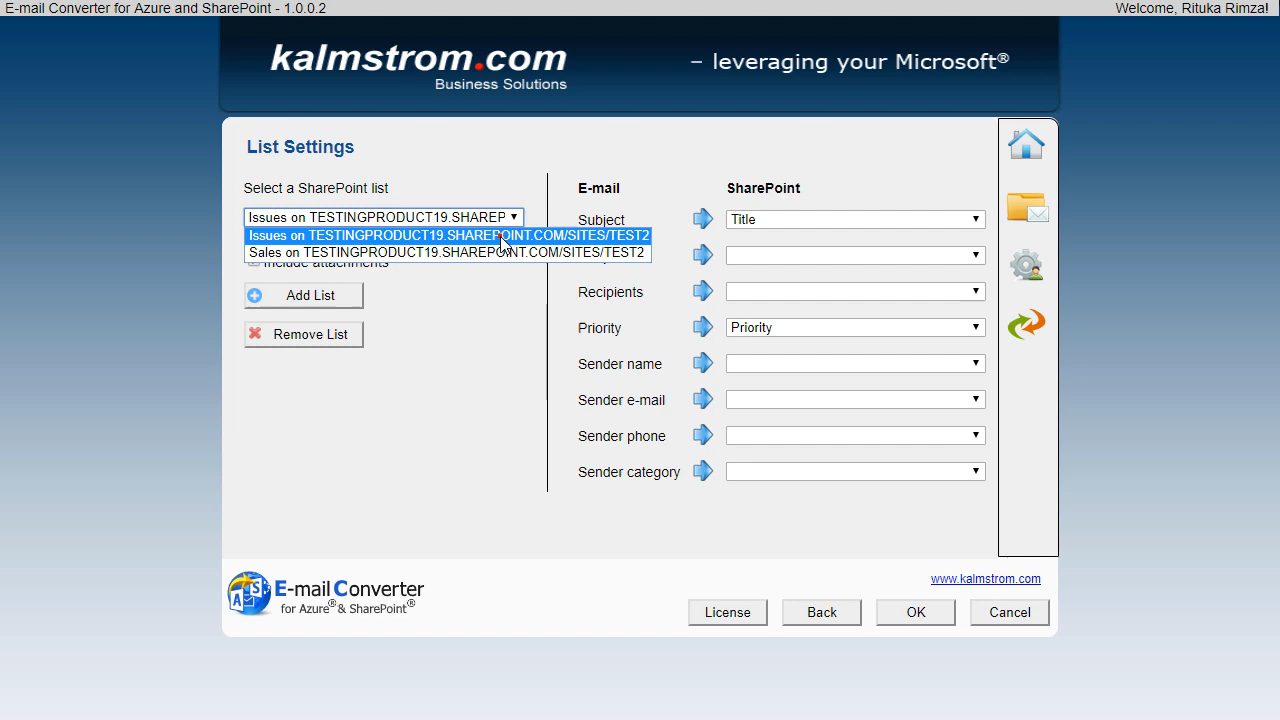 E-mail Converter for Azure and SharePoint - 1.0.0.2
Welcome, Rituka Rimza!
kalmstrom.com
Business Solutions
– leveraging your Microsoft®
List Settings
Select a SharePoint list
Issues on TESTINGPRODUCT19.SHAREP
Issues on TESTINGPRODUCT19.SHAREPOINT.COM/SITES/TEST2
Sales on TESTINGPRODUCT19.SHAREPOINT.COM/SITES/TEST2
Include attachments
Add List
Remove List
E-mail SharePoint
Subject Title
Recipients
Priority Priority
Sender name
Sender e-mail
Sender phone
Sender category
E-mail Converter
for Azure® & SharePoint®
www.kalmstrom.com
License Back OK Cancel